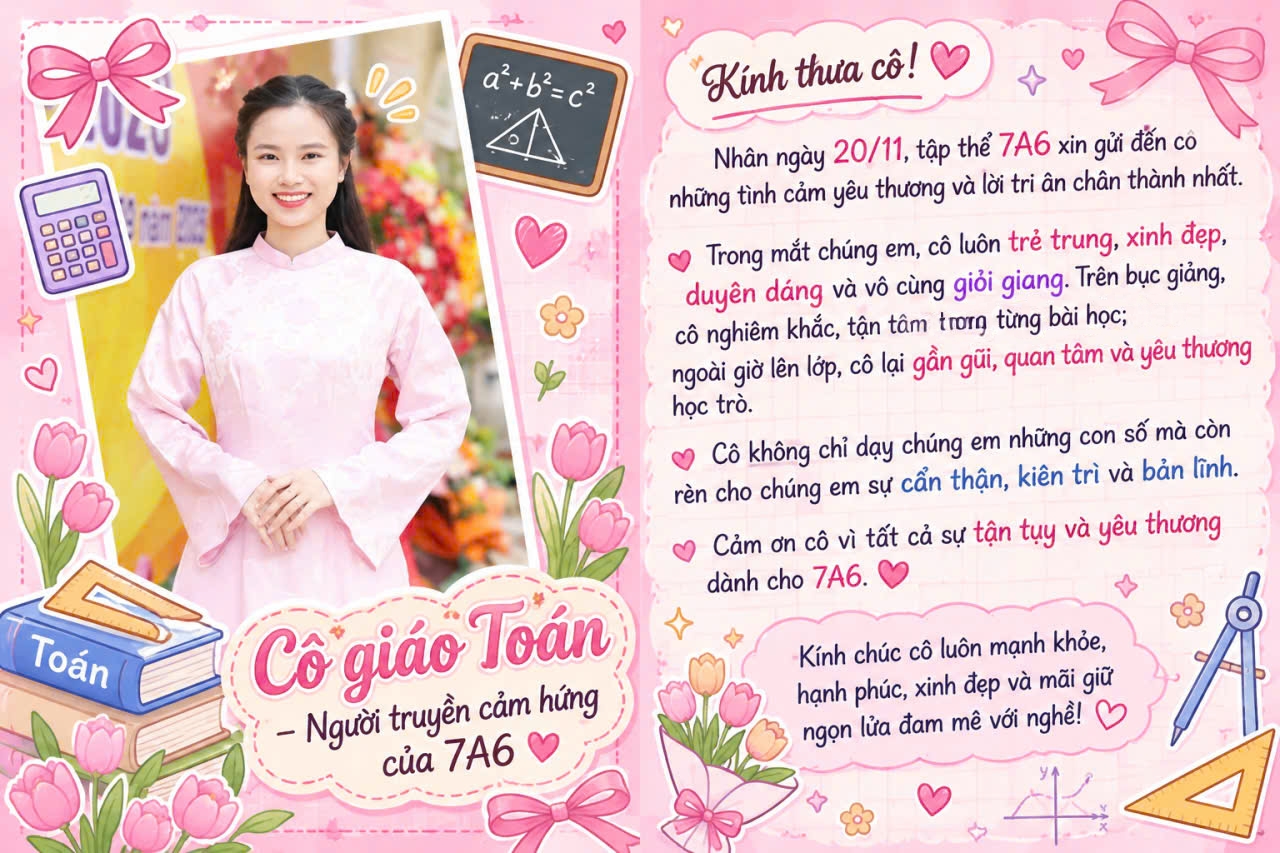 2025
9 năm 2025
a²+b²=c²
Toán
Cô giáo Toán
– Người truyền cảm hứng
của 7A6
Kính thưa cô!
Nhân ngày 20/11, tập thể 7A6 xin gửi đến cô
những tình cảm yêu thương và lời tri ân chân thành nhất.
Trong mắt chúng em, cô luôn trẻ trung, xinh đẹp,
duyên dáng và vô cùng giỏi giang. Trên bục giảng,
cô nghiêm khắc, tận tâm trong từng bài học;
ngoài giờ lên lớp, cô lại gần gũi, quan tâm và yêu thương
học trò.
Cô không chỉ dạy chúng em những con số mà còn
rèn cho chúng em sự cẩn thận, kiên trì và bản lĩnh.
Cảm ơn cô vì tất cả sự tận tụy và yêu thương
dành cho 7A6.
Kính chúc cô luôn mạnh khỏe,
hạnh phúc, xinh đẹp và mãi giữ
ngọn lửa đam mê với nghề!
y
x